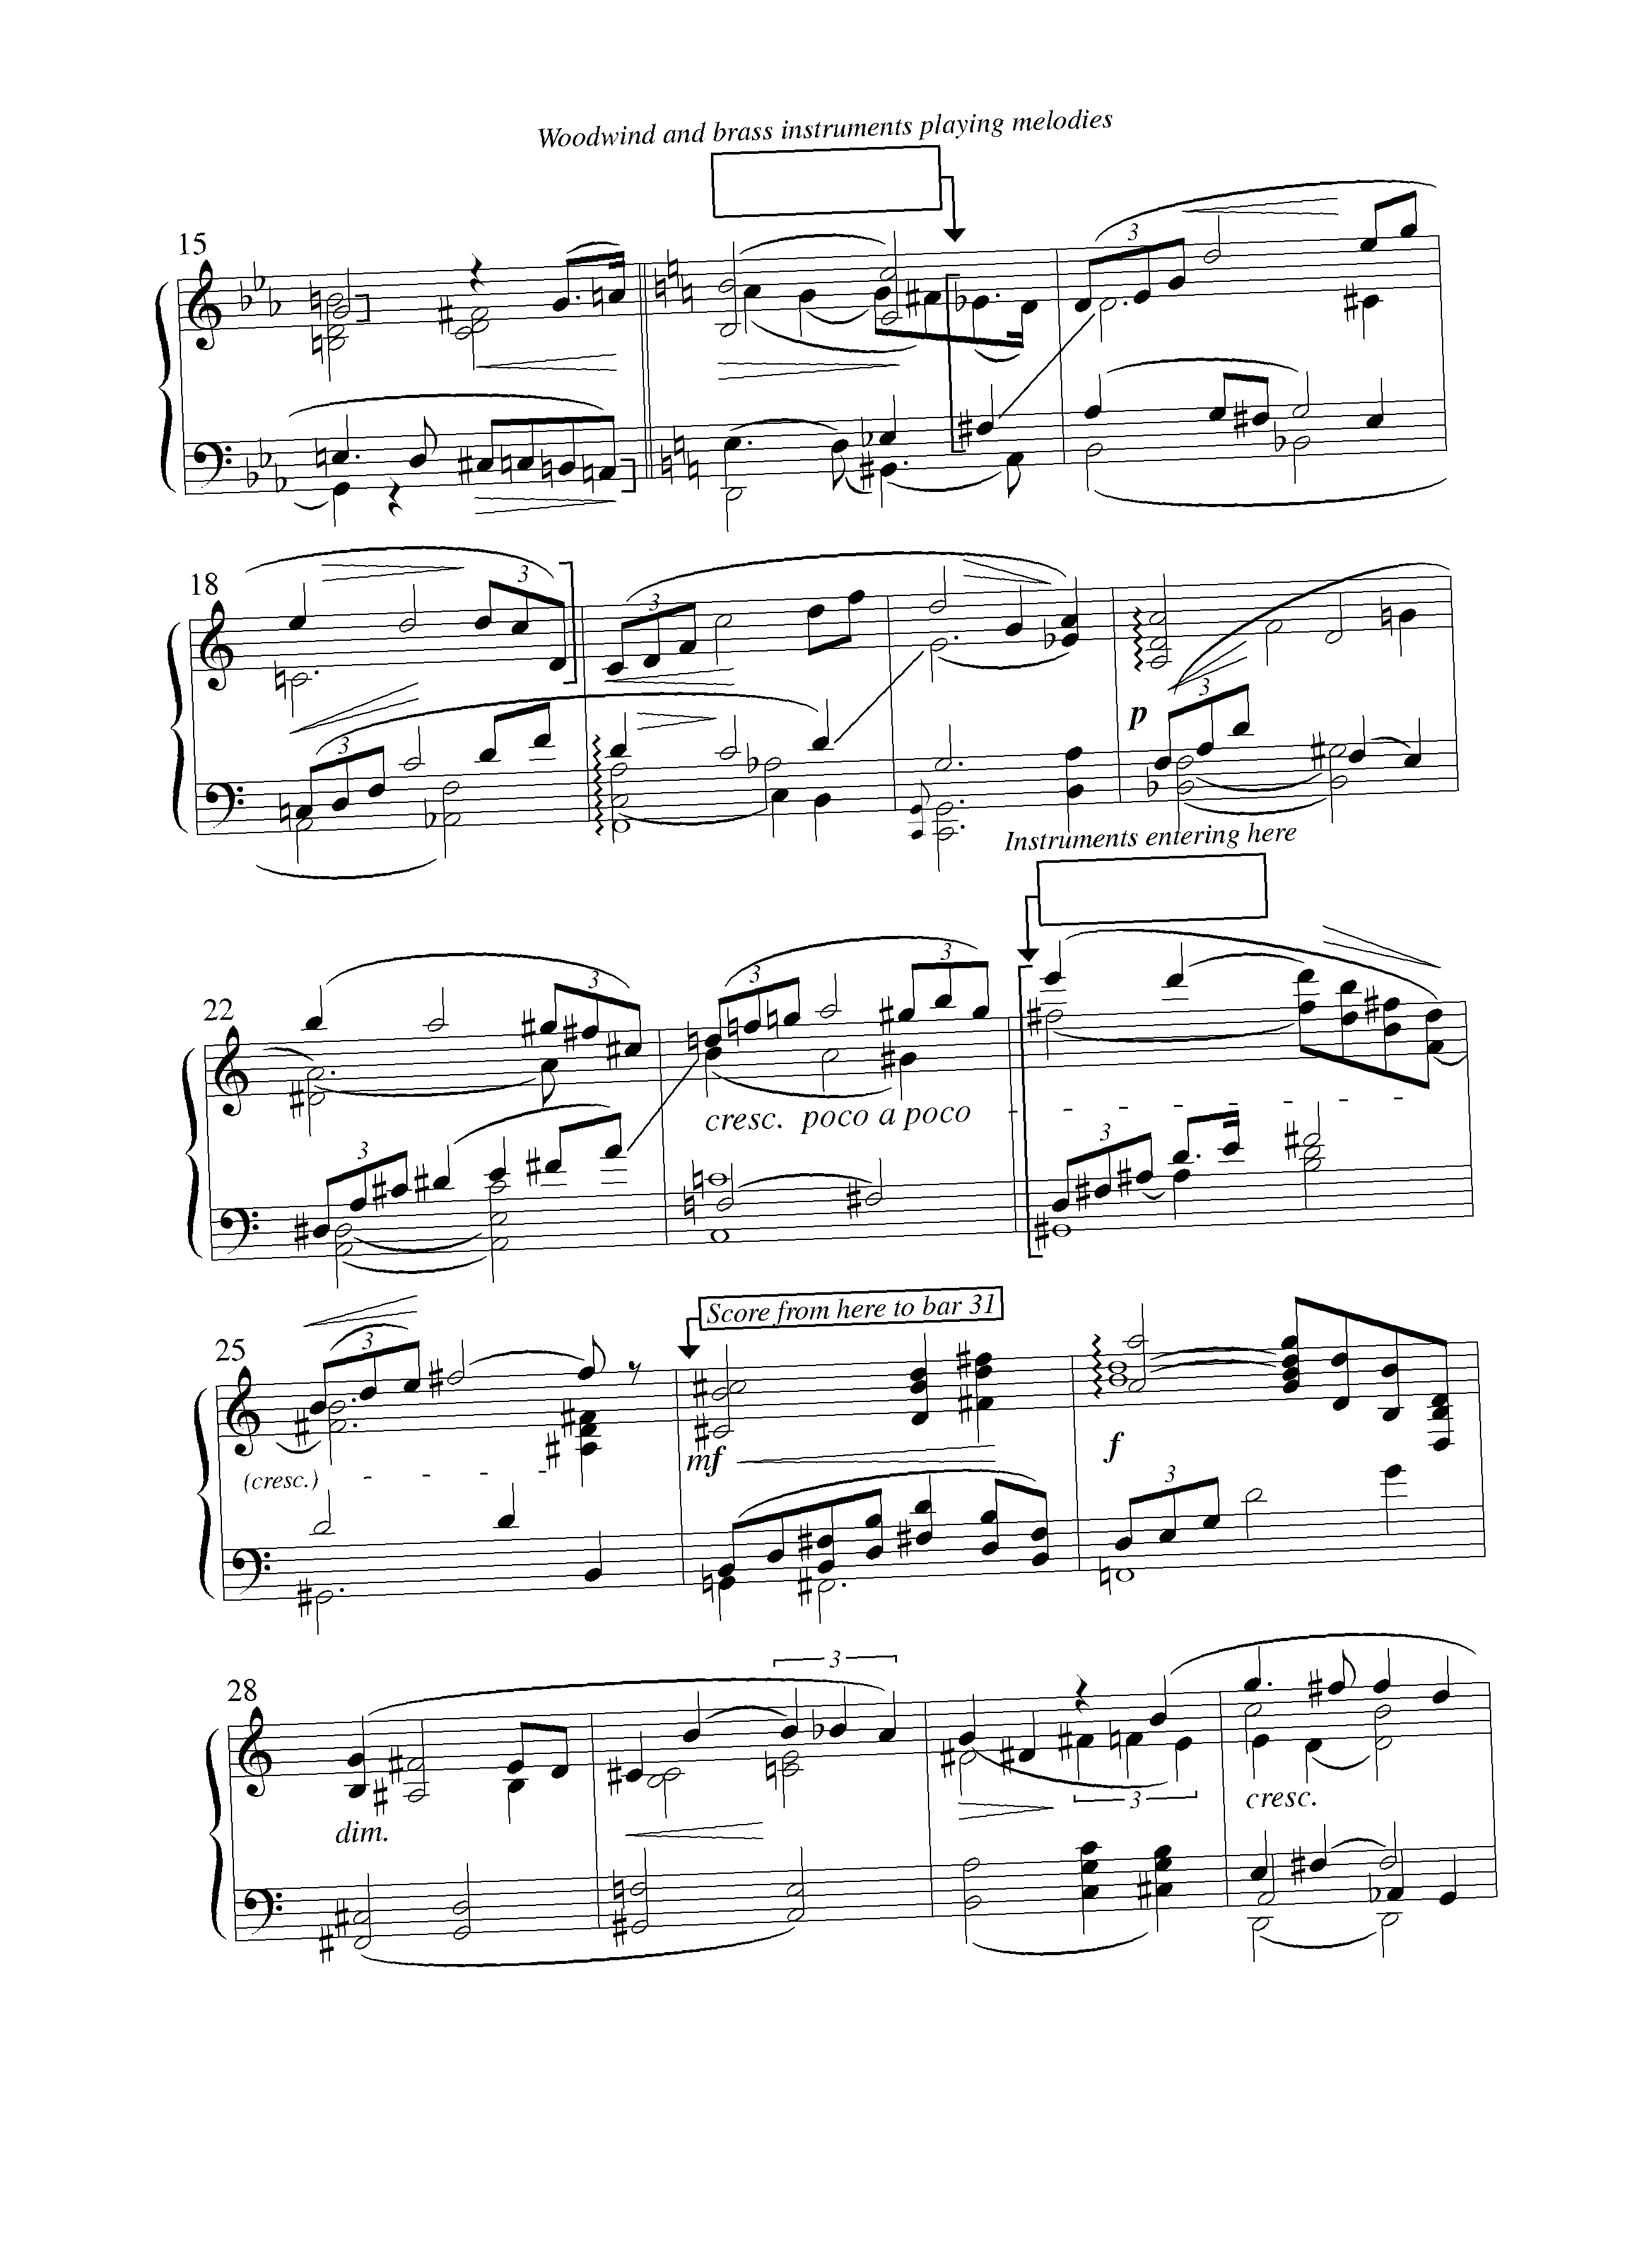 Woodwind and brass instruments playing melodies
15
3
18
3
3
3
3
p
Instruments entering here
22
3
3
3
3
cresc. poco a poco
3
Score from here to bar 31
25
3
mf
f
(cresc.)
3
3
28
dim.
3
cresc.